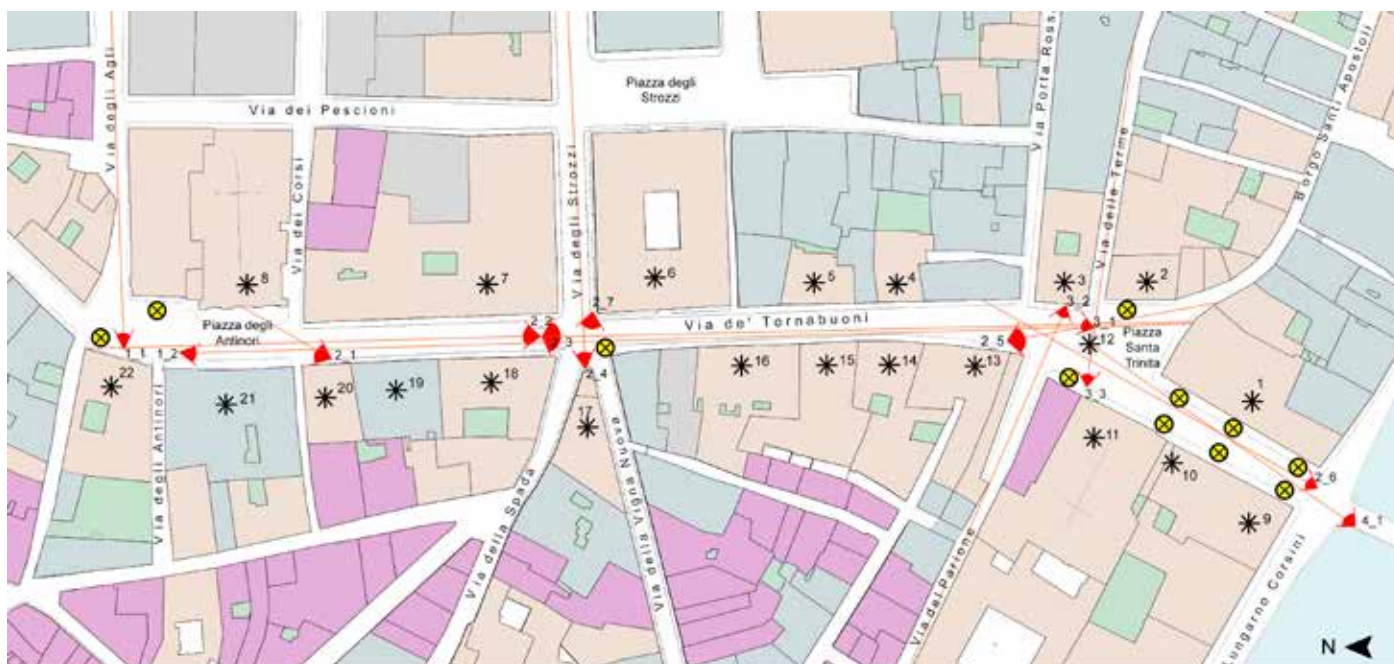 Via degli Agli
Via dei Pescioni
Via dei Corsi
Via degli Strozzi
Piazza degli
Strozzi
Via Porta Ross
Via delle Terme
Borgo Santi Apostoli
8
7
6
5
4
3
2
Piazza degli
Antinori
Via de' Tornabuoni
Piazza
Santa
Trinita
1_1
1_2
2_1
2_2
2_3
2_4
2_7
2_5
3_2
3_1
12
3_3
22
21
20
19
18
17
16
15
14
13
11
10
9
1
2_6
4_1
Via degli Antinori
Via della Spada
Via della Vigna Nuova
Via del Parione
Lungarno Corsini
N